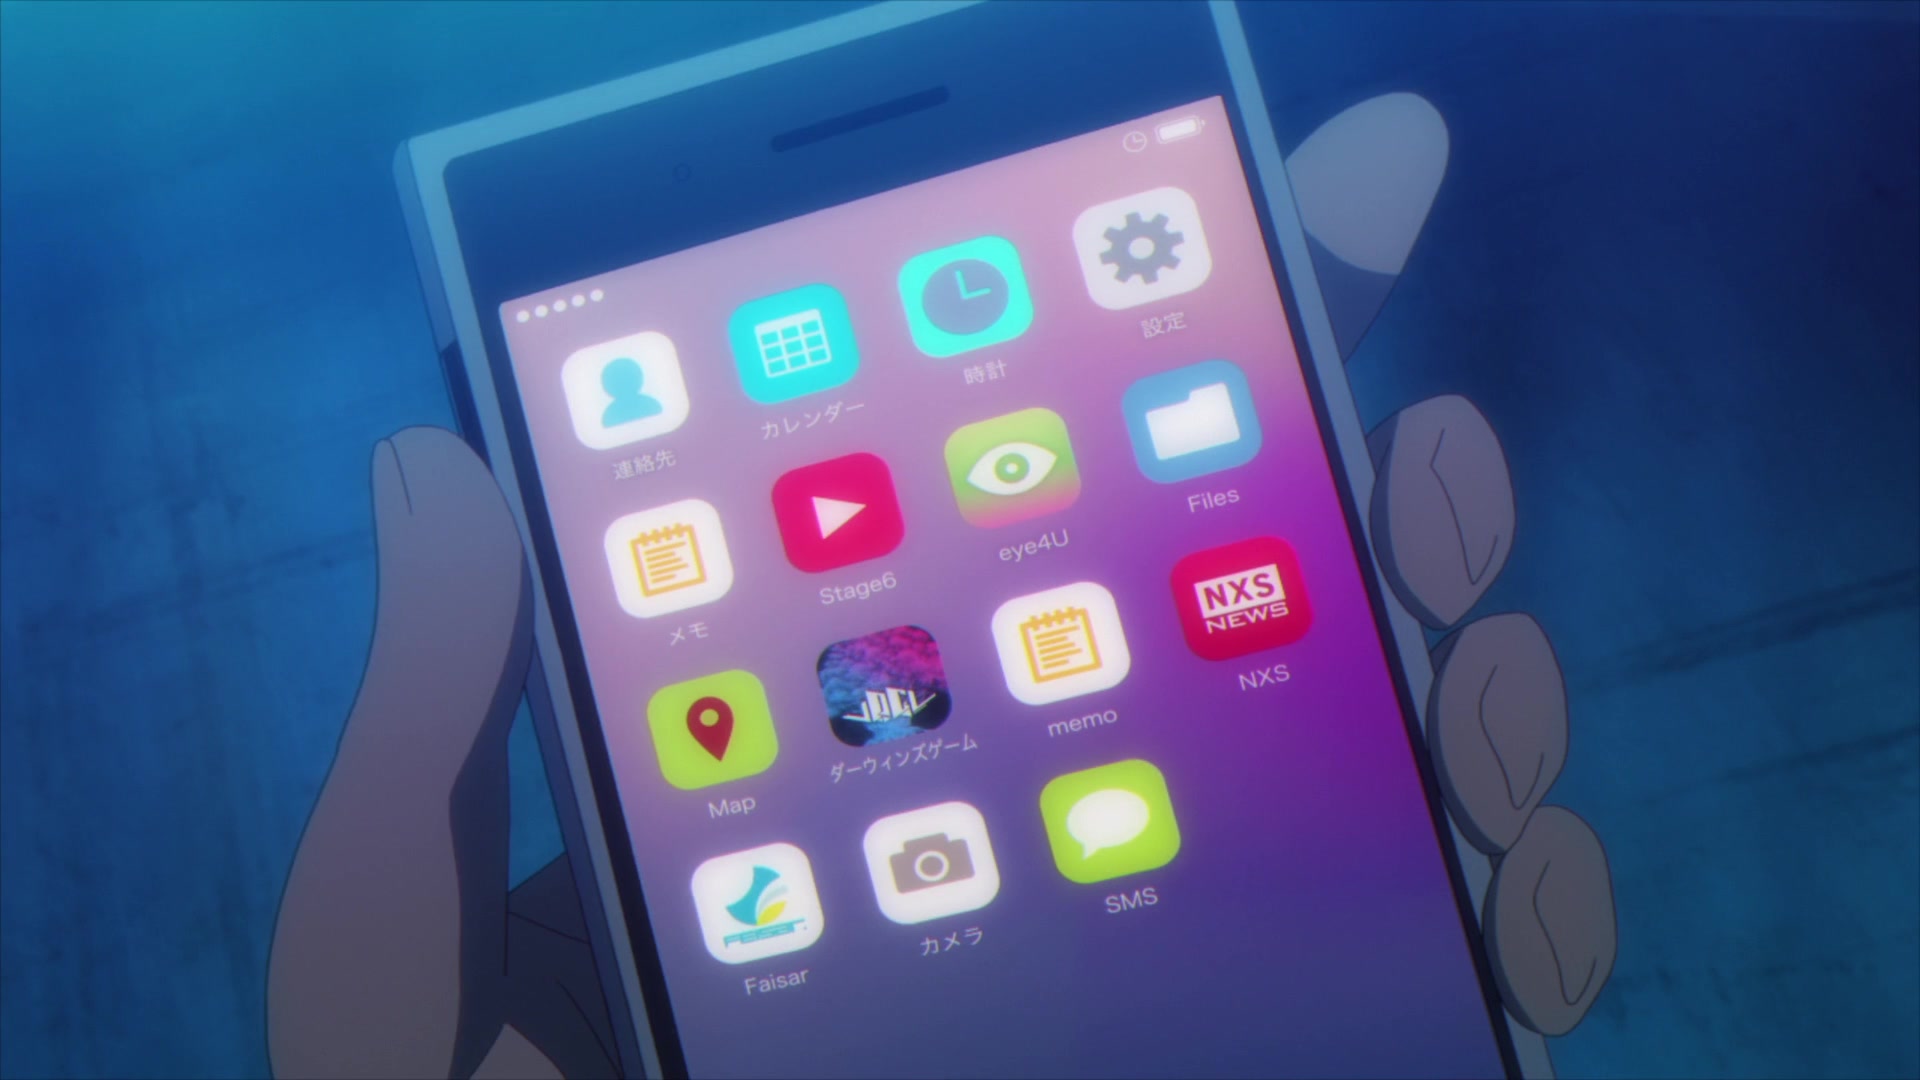 連絡先
カレンダー
時計
設定
メモ
Stage6
eye4U
Files
Map
ダーウィンズゲーム
memo
NXS
NEWS
NXS
Faisar
カメラ
SMS